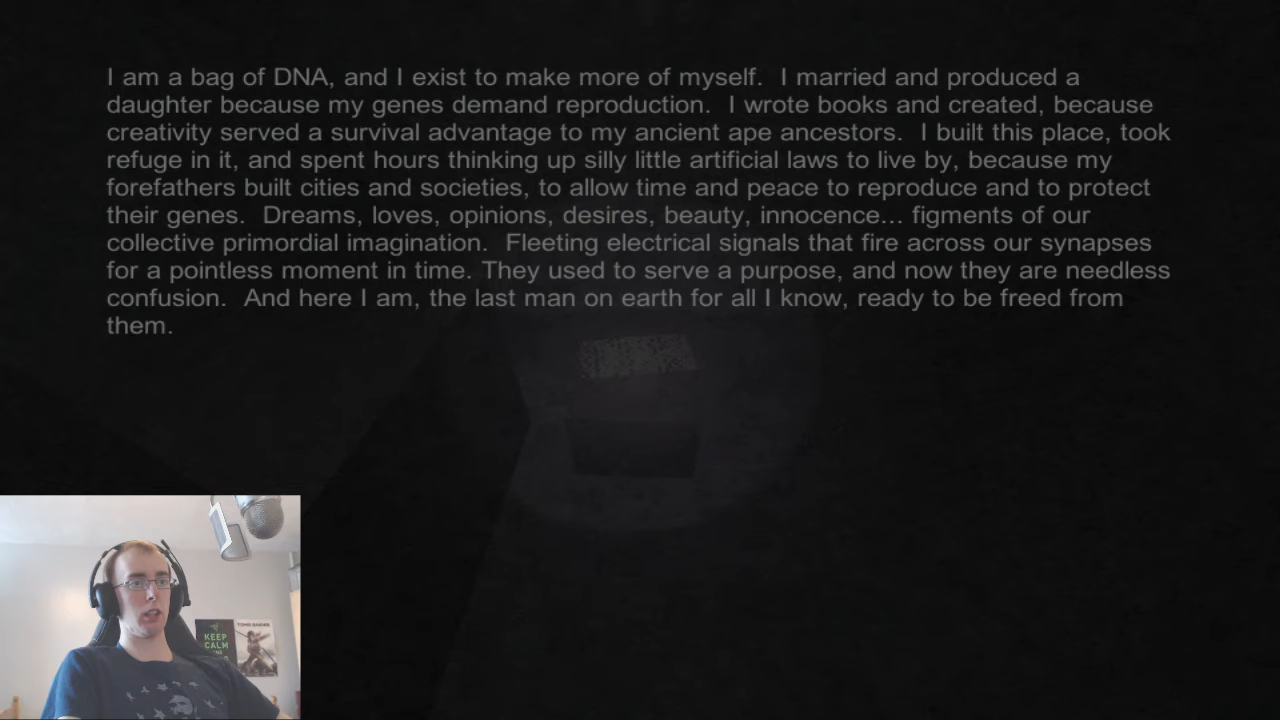 I am a bag of DNA, and I exist to make more of myself.  I married and produced a
daughter because my genes demand reproduction.  I wrote books and created, because
creativity served a survival advantage to my ancient ape ancestors.  I built this place, took
refuge in it, and spent hours thinking up silly little artificial laws to live by, because my
forefathers built cities and societies, to allow time and peace to reproduce and to protect
their genes.  Dreams, loves, opinions, desires, beauty, innocence... figments of our
collective primordial imagination.  Fleeting electrical signals that fire across our synapses
for a pointless moment in time. They used to serve a purpose, and now they are needless
confusion.  And here I am, the last man on earth for all I know, ready to be freed from
them.
KEEP
CALM
TOMB RAIDER